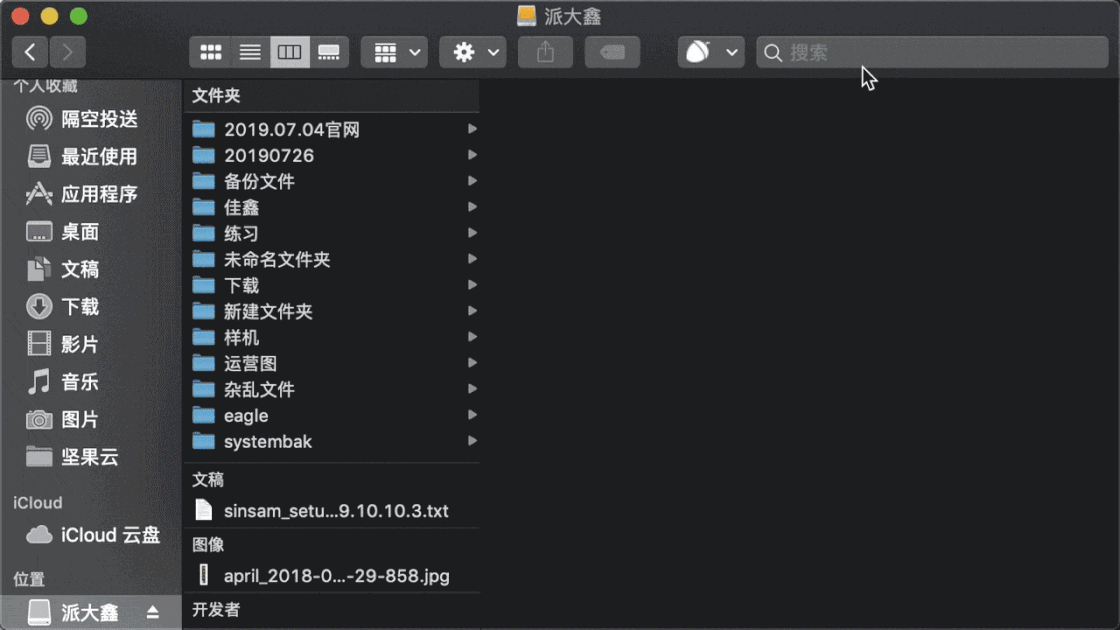 派大鑫
搜索
个人收藏
隔空投送
最近使用
应用程序
桌面
文稿
下载
影片
音乐
图片
坚果云
iCloud
iCloud 云盘
位置
派大鑫
文件夹
2019.07.04官网
20190726
备份文件
佳鑫
练习
未命名文件夹
下载
新建文件夹
样机
运营图
杂乱文件
eagle
systembak
文稿
sinsam_setu...9.10.10.3.txt
图像
april_2018-0...-29-858.jpg
开发者